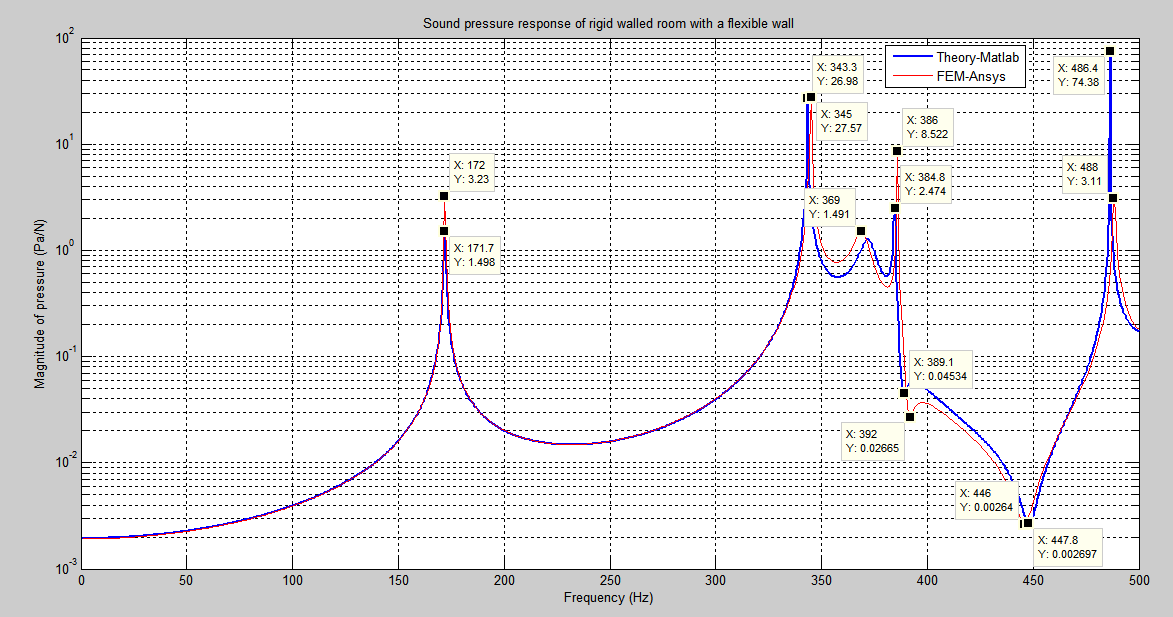 Sound pressure response of rigid walled room with a flexible wall
Theory-Matlab
FEM-Ansys
X: 343.3
Y: 26.98
X: 486.4
Y: 74.38
X: 345
Y: 27.57
X: 386
Y: 8.522
X: 172
Y: 3.23
X: 488
Y: 3.11
X: 384.8
Y: 2.474
X: 369
Y: 1.491
X: 171.7
Y: 1.498
X: 389.1
Y: 0.04534
X: 392
Y: 0.02665
X: 446
Y: 0.00264
X: 447.8
Y: 0.002697
Magnitude of pressure (Pa/N)
10^2
10^1
10^0
10^-1
10^-2
10^-3
0 50 100 150 200 250 300 350 400 450 500
Frequency (Hz)